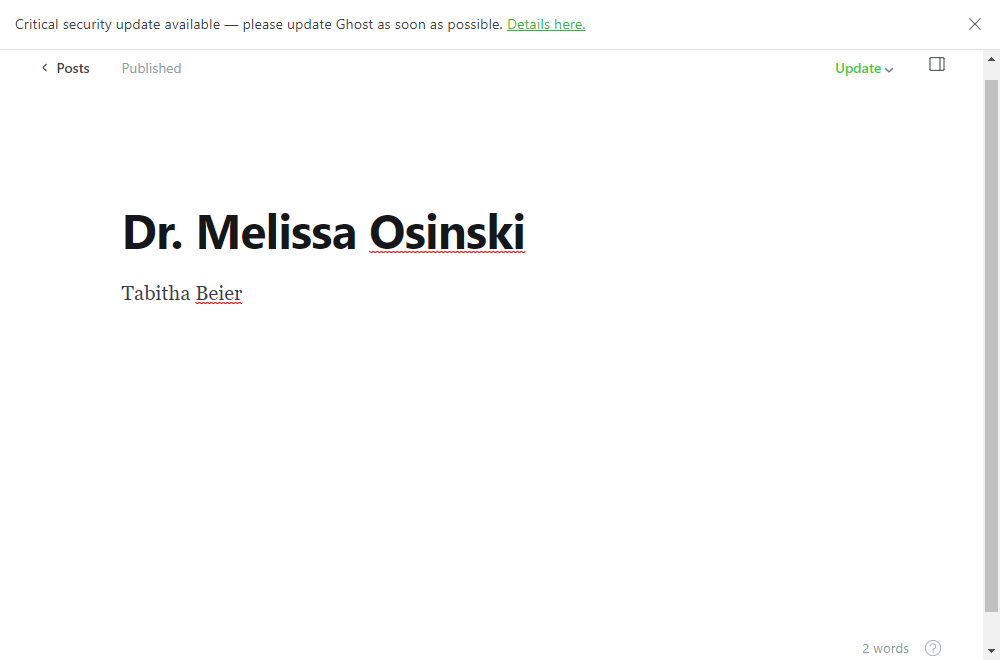 Critical security update available — please update Ghost as soon as possible. Details here.
Posts Published Update
Dr. Melissa Osinski
Tabitha Beier
2 words ?